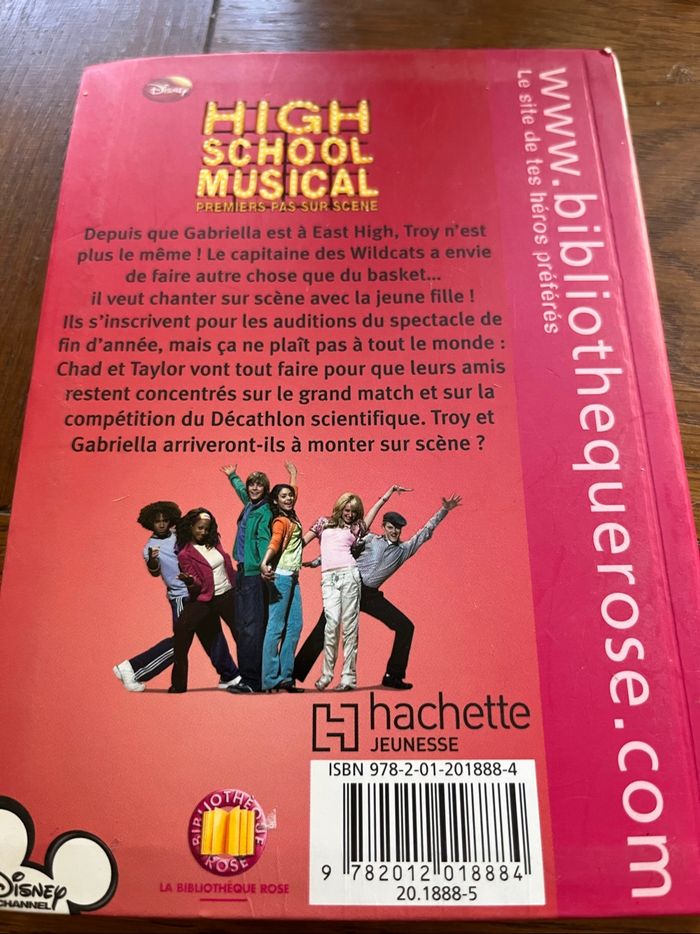 Disney
HIGH
SCHOOL
MUSICAL
PREMIERS PAS SUR SCÈNE
Depuis que Gabriella est à East High, Troy n'est
plus le même ! Le capitaine des Wildcats a envie
de faire autre chose que du basket...
il veut chanter sur scène avec la jeune fille !
Ils s'inscrivent pour les auditions du spectacle de
fin d'année, mais ça ne plaît pas à tout le monde :
Chad et Taylor vont tout faire pour que leurs amis
restent concentrés sur le grand match et sur la
compétition du Décathlon scientifique. Troy et
Gabriella arriveront-ils à monter sur scène ?
www.bibliothequerose.com
Le site de tes héros préférés
hachette
JEUNESSE
ISBN 978-2-01-201888-4
9 782012 018884
20.1888-5
BIBLIOTHÈQUE
ROSE
LA BIBLIOTHÈQUE ROSE
Disney
CHANNEL